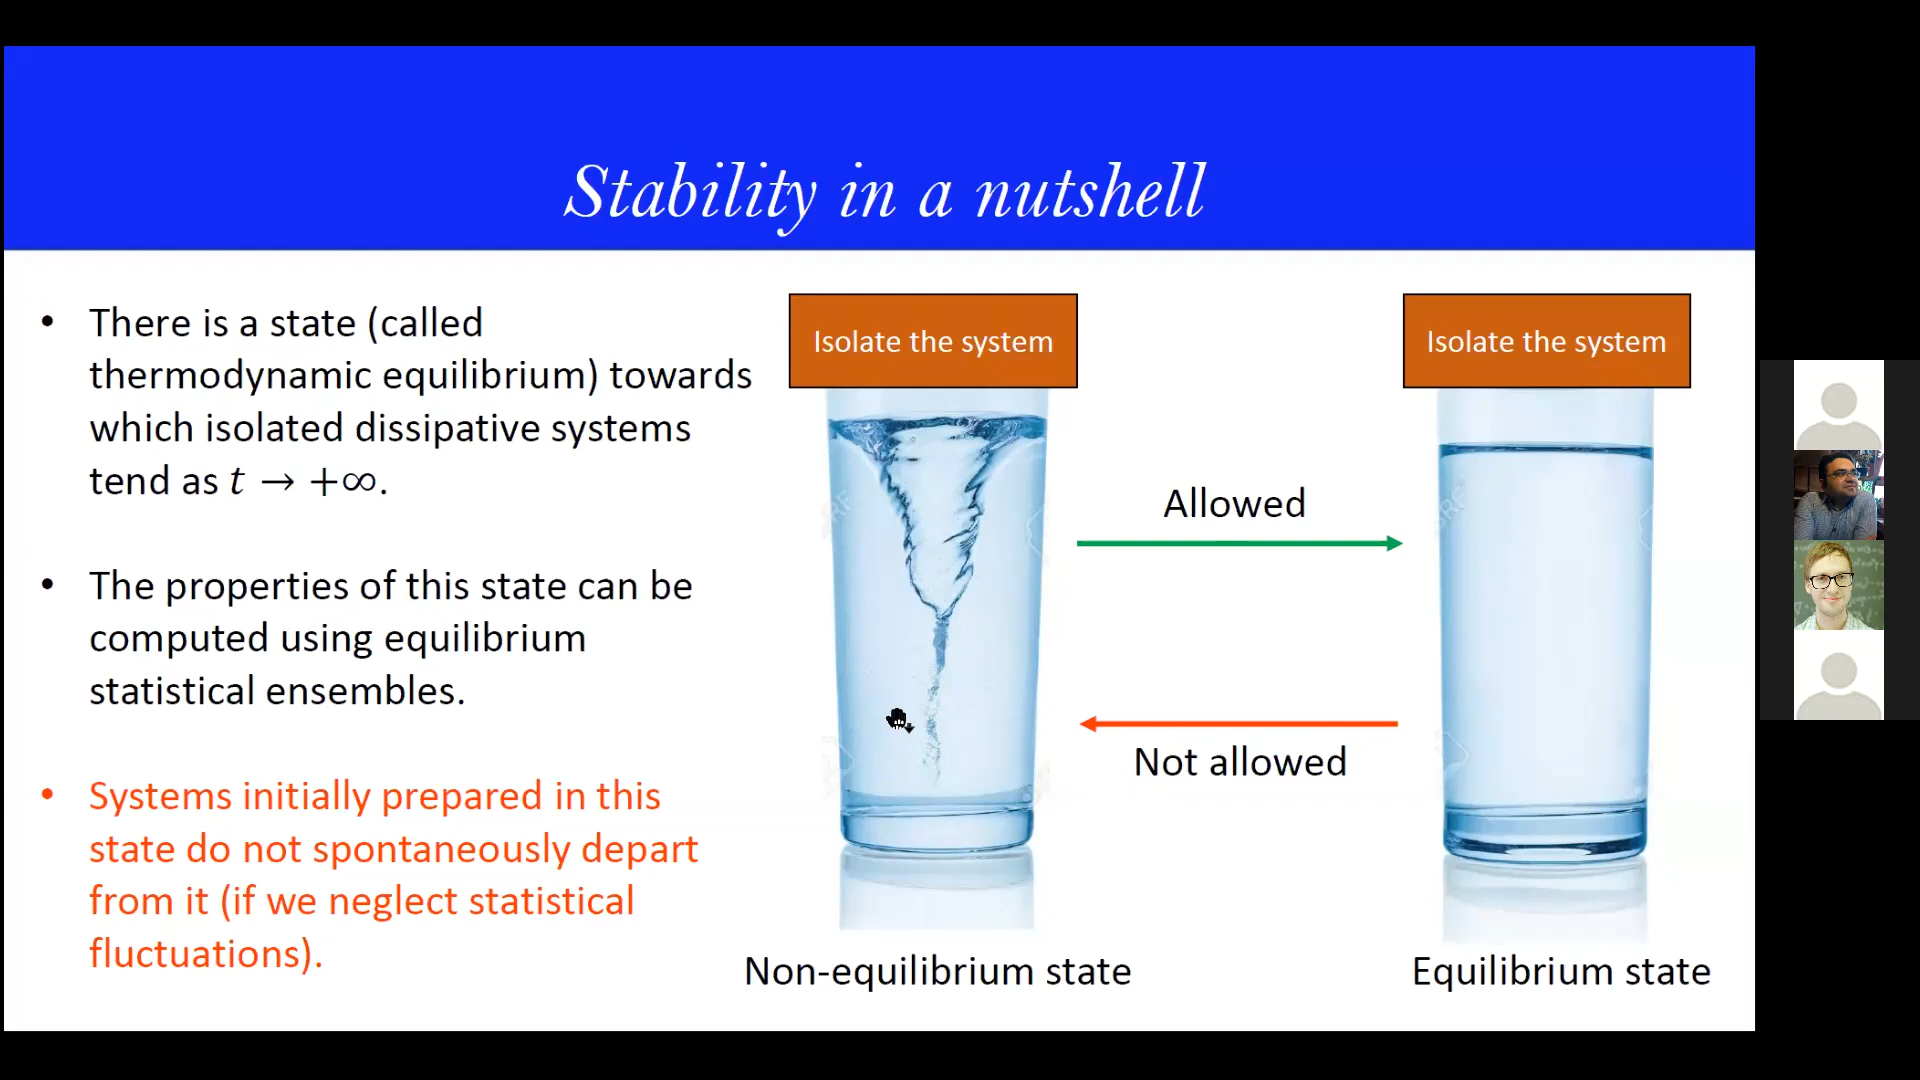 Stability in a nutshell
• There is a state (called
thermodynamic equilibrium) towards
which isolated dissipative systems
tend as t → +∞.
• The properties of this state can be
computed using equilibrium
statistical ensembles.
• Systems initially prepared in this
state do not spontaneously depart
from it (if we neglect statistical
fluctuations).
Isolate the system
Isolate the system
Allowed
Not allowed
Non-equilibrium state
Equilibrium state